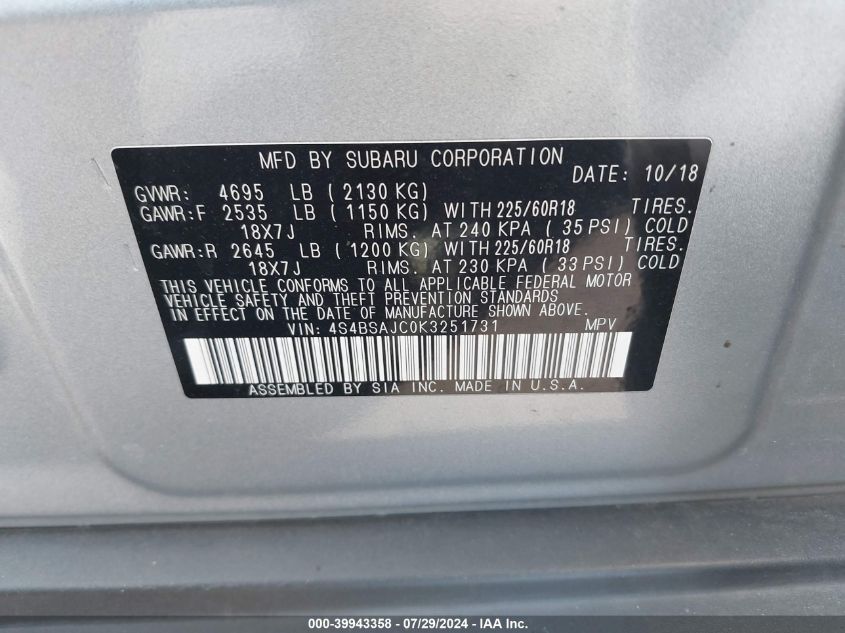 MFD BY SUBARU CORPORATION
DATE: 10/18
GVWR: 4695 LB ( 2130 KG)
GAWR:F 2535 LB ( 1150 KG) WITH 225/60R18 TIRES.
18X7J RIMS. AT 240 KPA ( 35 PSI) COLD
GAWR:R 2645 LB ( 1200 KG) WITH 225/60R18 TIRES.
18X7J RIMS. AT 230 KPA ( 33 PSI) COLD
THIS VEHICLE CONFORMS TO ALL APPLICABLE FEDERAL MOTOR
VEHICLE SAFETY AND THEFT PREVENTION STANDARDS
IN EFFECT ON THE DATE OF MANUFACTURE SHOWN ABOVE.
VIN: 4S4BSAJC0K3251731 MPV
ASSEMBLED BY SIA INC. MADE IN U.S.A.
000-39943358 - 07/29/2024 - IAA Inc.